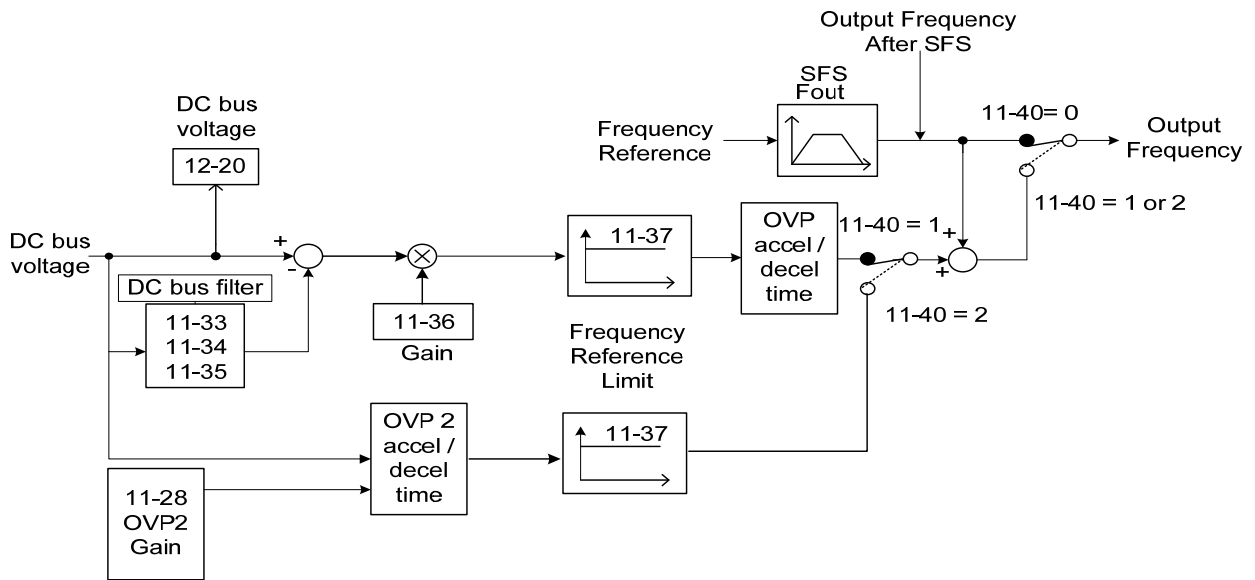 Output Frequency
After SFS
SFS
Fout
DC bus
voltage
12-20
Frequency
Reference
11-40= 0
Output
Frequency
11-40 = 1 or 2
DC bus
voltage
+
-
DC bus filter
11-33
11-34
11-35
11-36
Gain
11-37
OVP
accel /
decel
time
11-40 = 1
+
+
11-40 = 2
Frequency
Reference
Limit
OVP 2
accel /
decel
time
11-37
11-28
OVP2
Gain